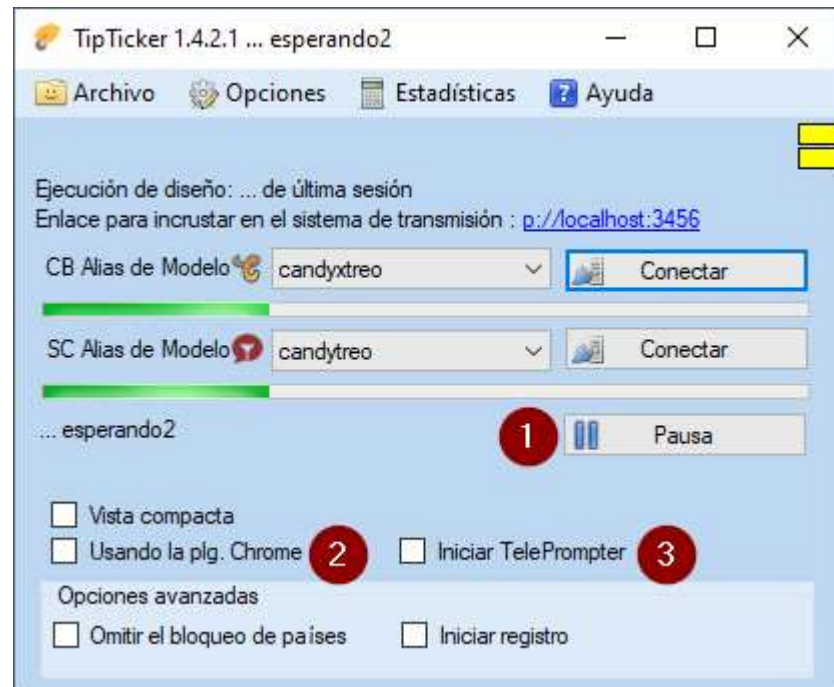 TipTicker 1.4.2.1 ... esperando2
Archivo Opciones Estadísticas Ayuda
Ejecución de diseño: ... de última sesión
Enlace para incrustar en el sistema de transmisión : p://localhost:3456
CB Alias de Modelo candyxtreo Conectar
SC Alias de Modelo candytreo Conectar
... esperando2 1 Pausa
Vista compacta
Usando la plg. Chrome 2 Iniciar TelePrompter 3
Opciones avanzadas
Omitir el bloqueo de países Iniciar registro